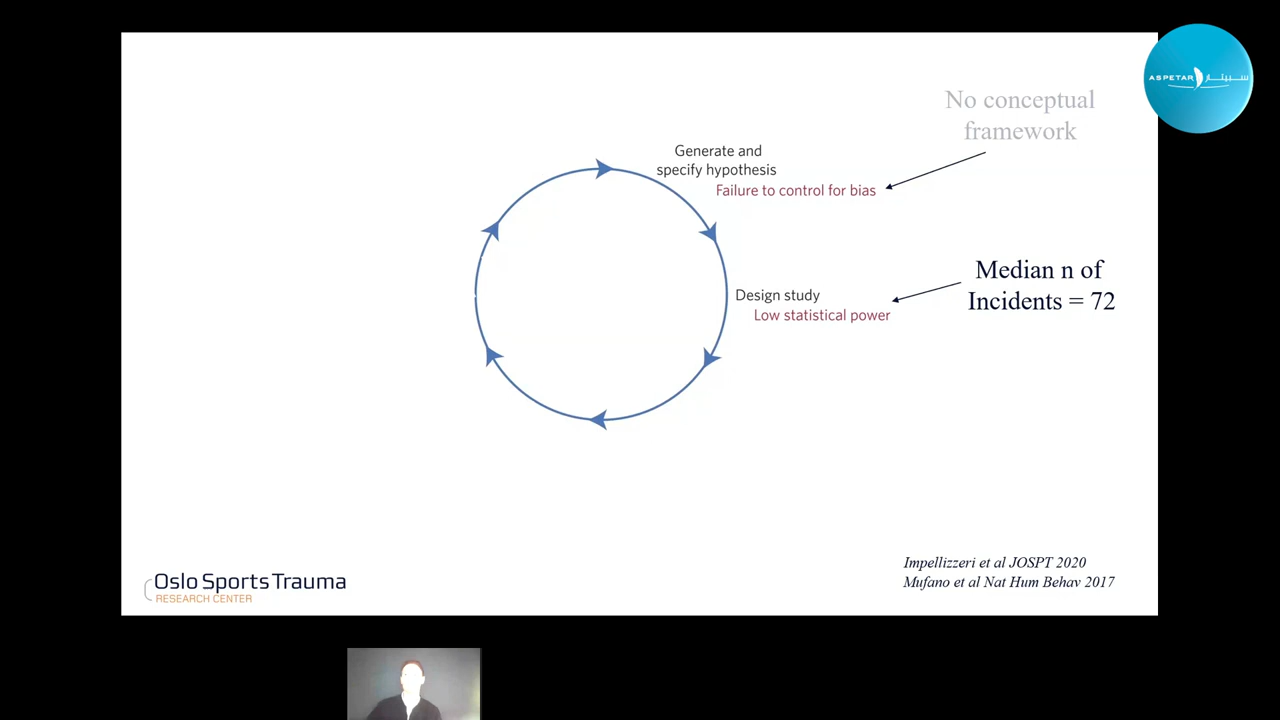 ASPETAR سبيتار
No conceptual
framework
Generate and
specify hypothesis
Failure to control for bias
Median n of
Incidents = 72
Design study
Low statistical power
Impellizzeri et al JOSPT 2020
Mufano et al Nat Hum Behav 2017
Oslo Sports Trauma
RESEARCH CENTER